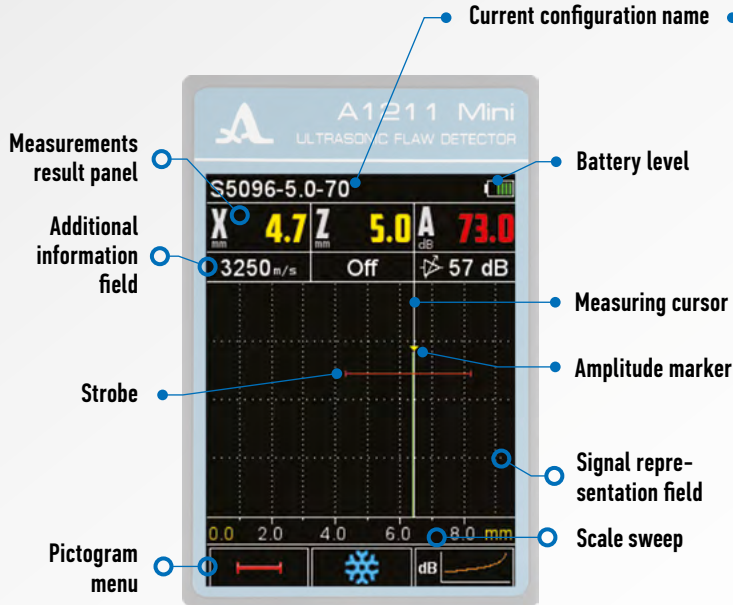 Current configuration name
A1211 Mini
ULTRASONIC FLAW DETECTOR
Measurements
result panel
Battery level
S5096-5.0-70
X mm 4.7 Z mm 5.0 A dB 73.0
Additional
information
field
3250 m/s Off 57 dB
Measuring cursor
Amplitude marker
Strobe
Signal repre-
sentation field
0.0 2.0 4.0 6.0 8.0 mm
Scale sweep
Pictogram
menu
dB